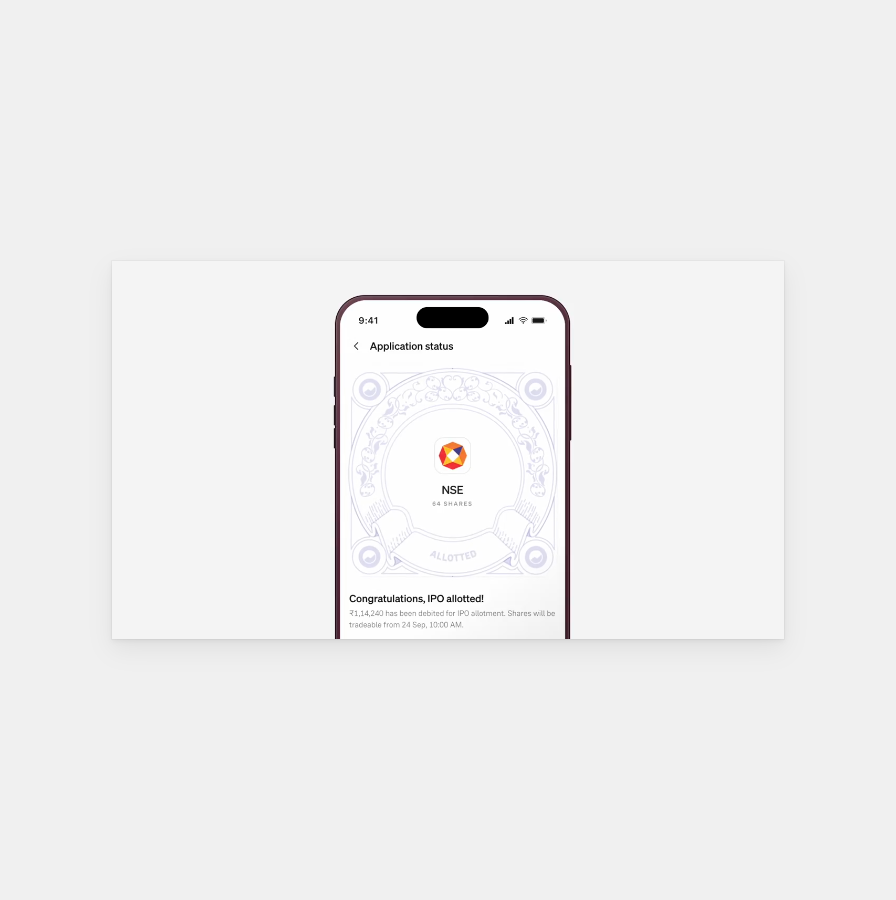 9:41
Application status
NSE
64 SHARES
ALLOTTED
Congratulations, IPO allotted!
₹1,14,240 has been debited for IPO allotment. Shares will be
tradeable from 24 Sep, 10:00 AM.